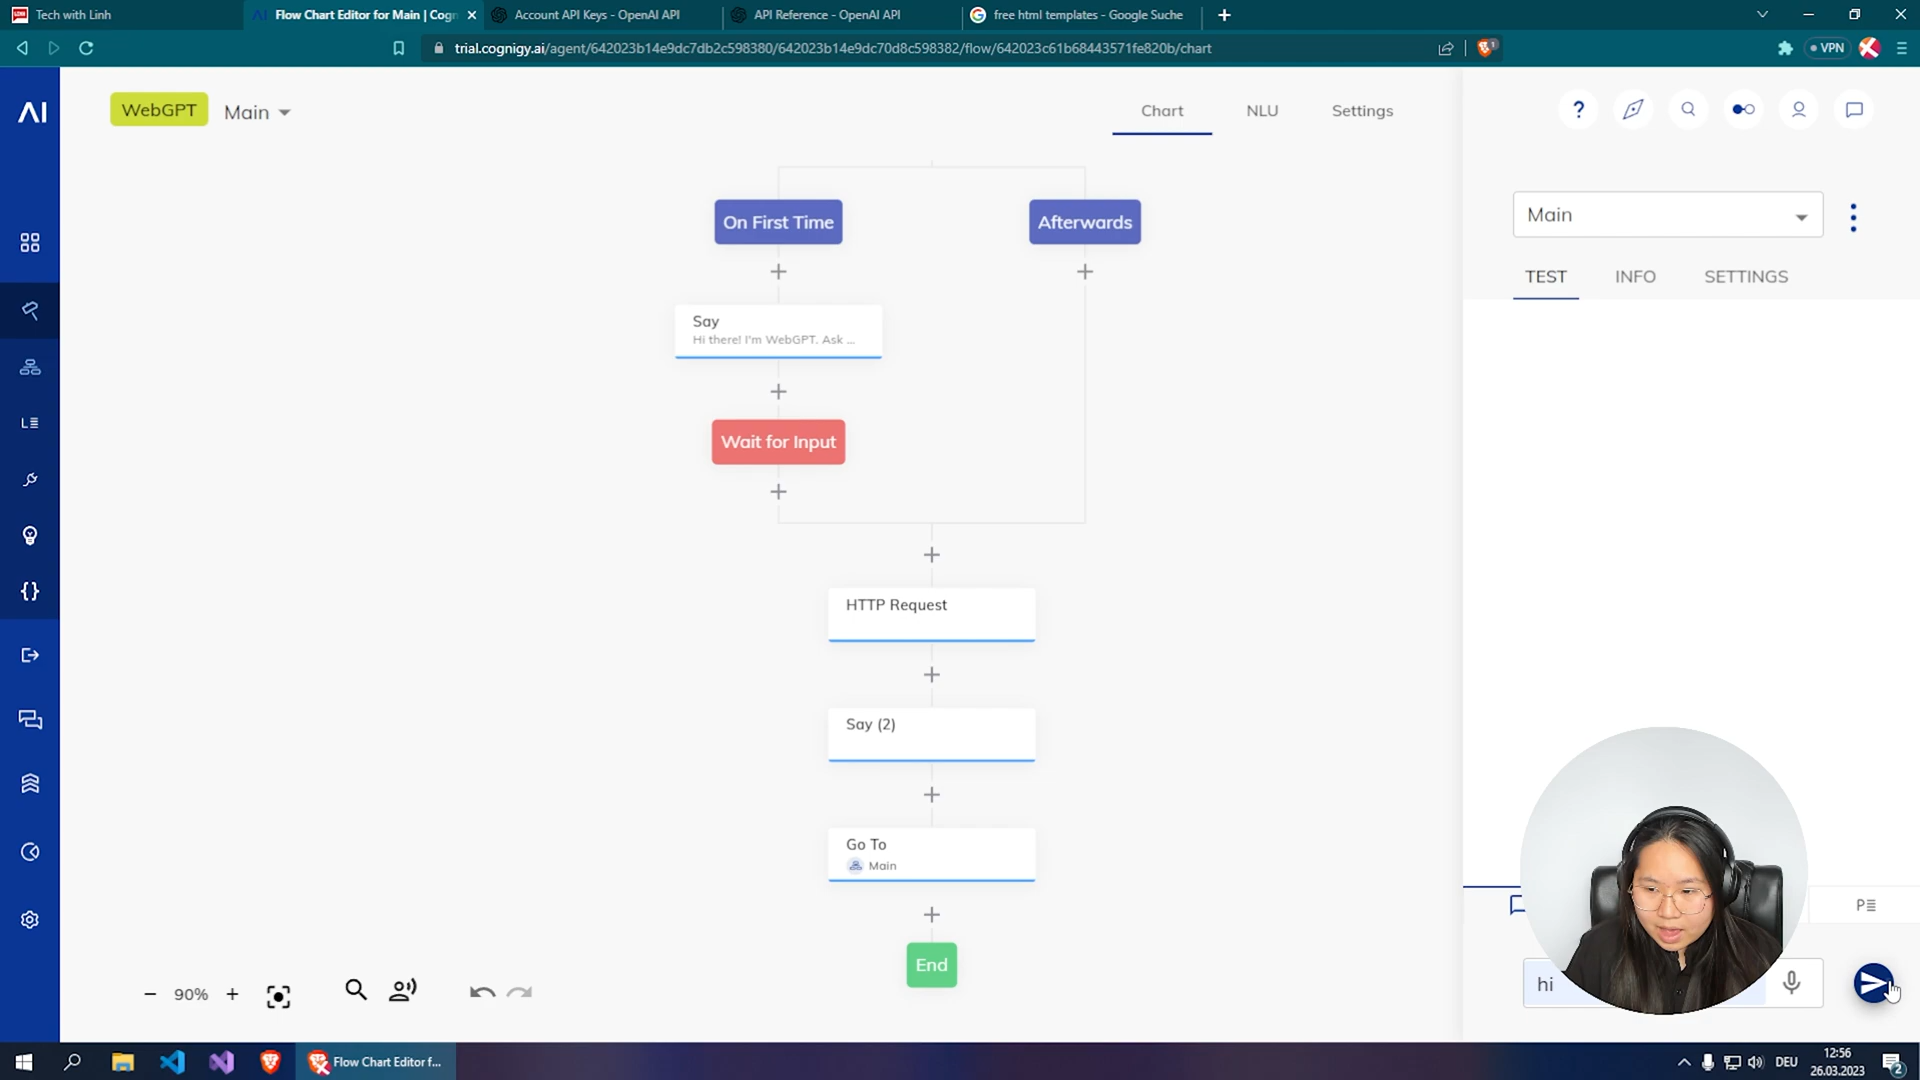 Tech with Linh
Flow Chart Editor for Main | Cogn
Account API Keys - OpenAI API
API Reference - OpenAI API
free html templates - Google Suche
trial.cognigy.ai/agent/642023b14e9dc7db2c598380/642023b14e9dc70d8c598382/flow/642023c61b68443571fe820b/chart
1
VPN
AI
WebGPT
Main
Chart
NLU
Settings
?
On First Time
Afterwards
Say
Hi there! I'm WebGPT. Ask ...
Wait for Input
HTTP Request
Say (2)
Go To
Main
End
90%
Main
TEST
INFO
SETTINGS
hi
Flow Chart Editor f...
DEU
12:56
26.03.2023
2